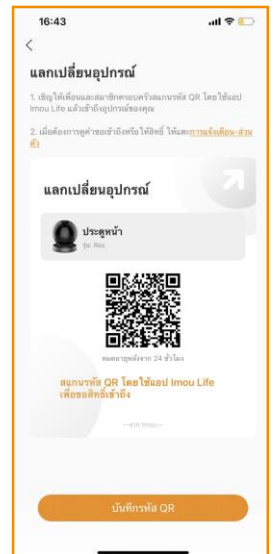 16:43
แลกเปลี่ยนอุปกรณ์
1. เชิญให้เพื่อนและสมาชิกครอบครัวสแกนรหัส QR โดยใช้แอป
Imou Life แล้วเข้าถึงอุปกรณ์ของคุณ
2. เมื่อต้องการดูคำขอเข้าถึงหรือให้สิทธิ์ ให้แตะการแจ้งเตือน-ส่วน
ตัว
แลกเปลี่ยนอุปกรณ์
ประตูหน้า
รุ่น: Rex
หมดอายุหลังจาก 24 ชั่วโมง
สแกนรหัส QR โดยใช้แอป Imou Life
เพื่อขอสิทธิ์เข้าถึง
—จาก Imou—
บันทึกรหัส QR